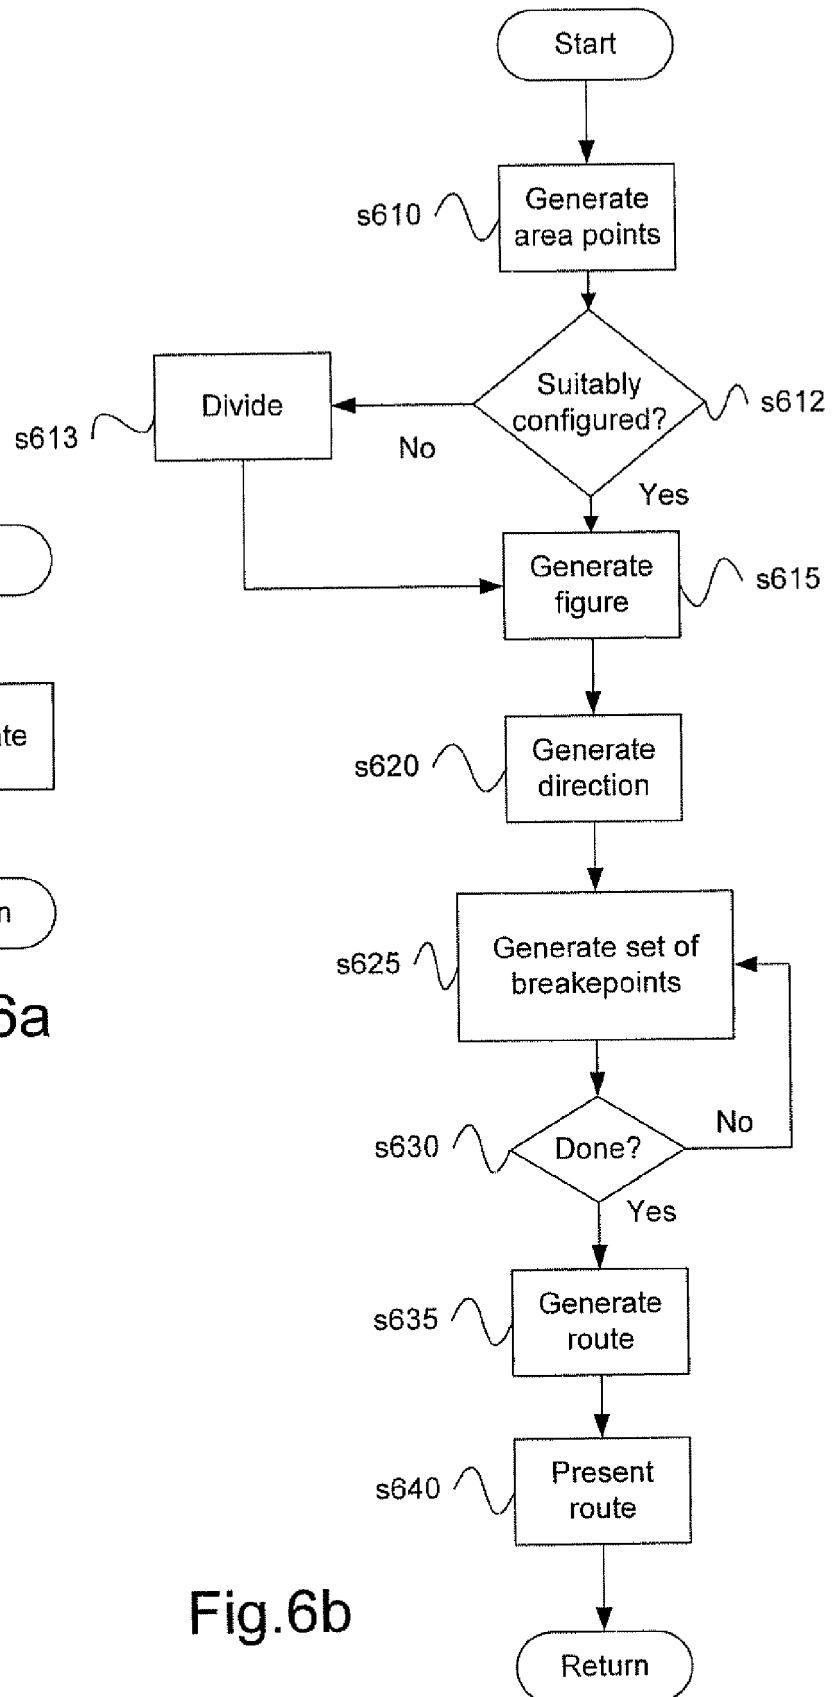 Start
s610
Generate
area points
Suitably
configured?
s612
Divide
s613
No
Yes
Generate
figure
s615
Generate
direction
s620
Generate set of
breakepoints
s625
Done?
s630
No
Yes
Generate
route
s635
Present
route
s640
Return
Fig.6b
6a